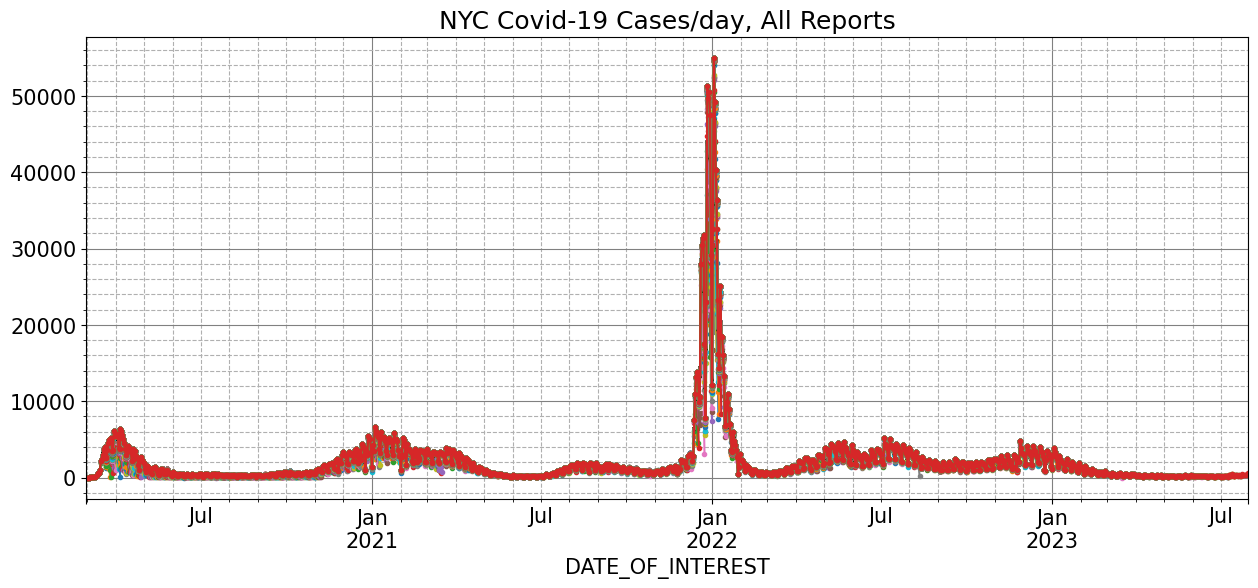 NYC Covid-19 Cases/day, All Reports
50000
40000
30000
20000
10000
0
Jul Jan Jul Jan Jul Jan Jul
2021 2022 2023
DATE_OF_INTEREST